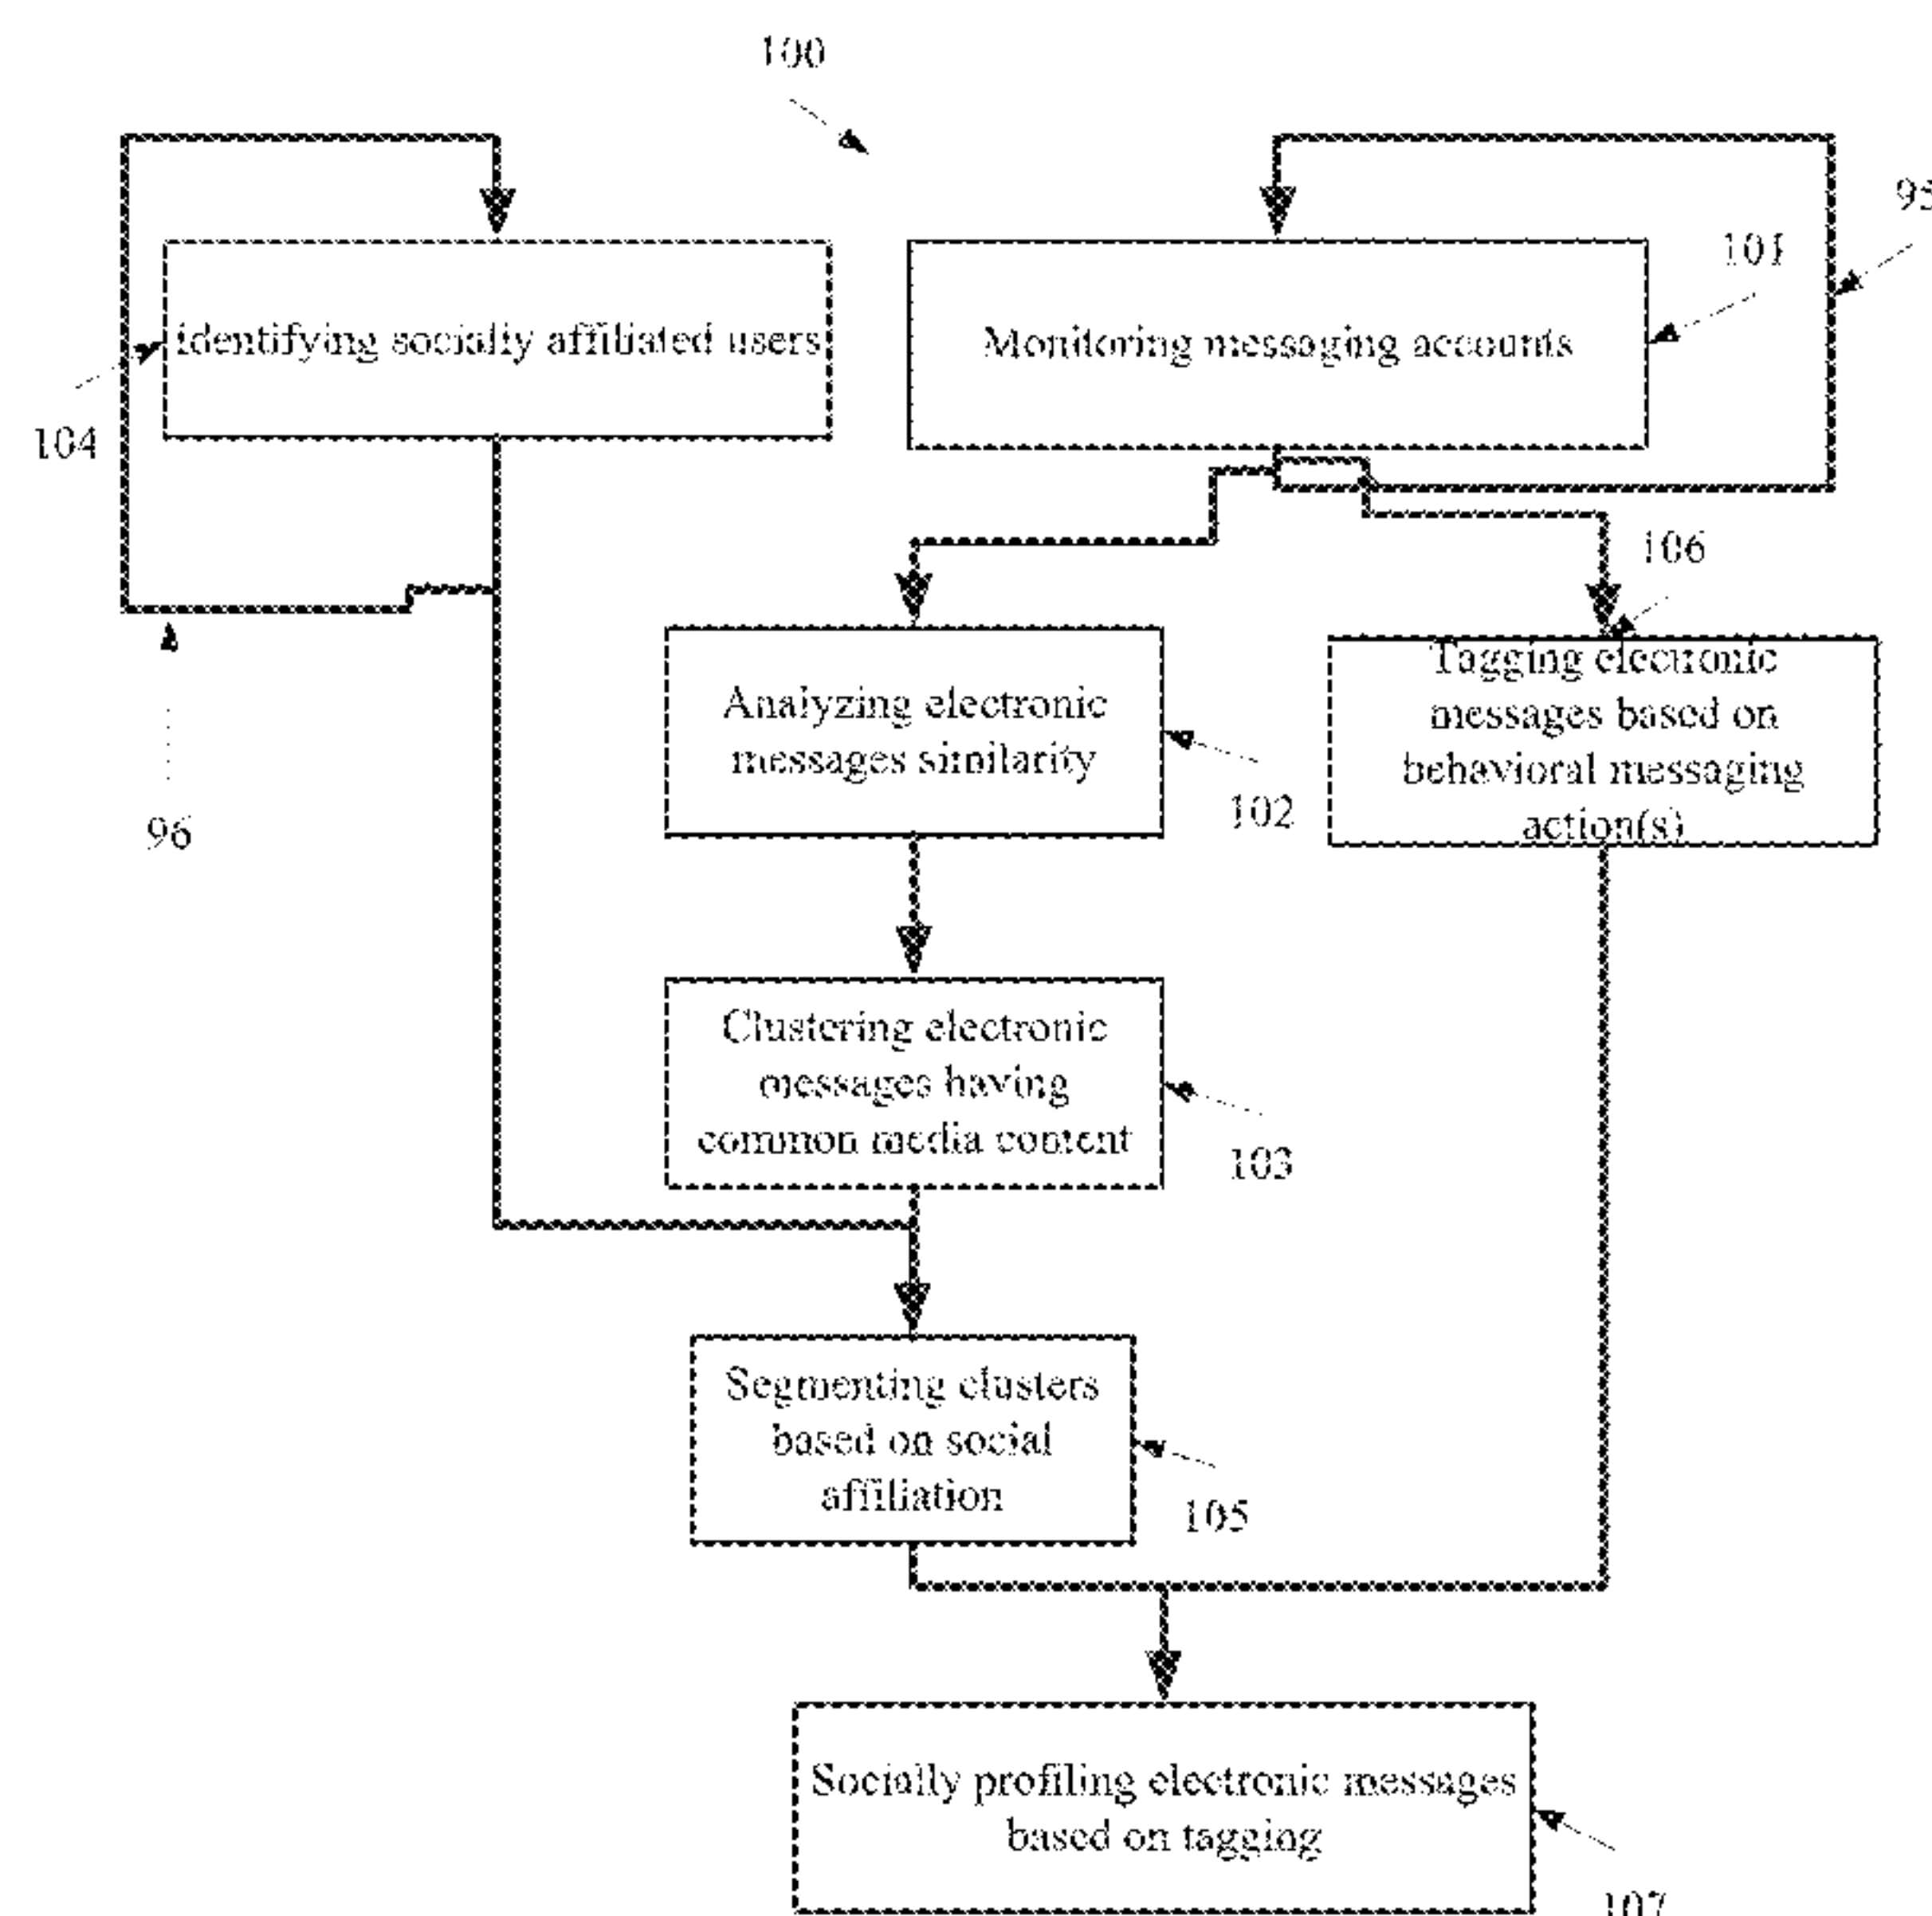 100
95
101
identifying socially affiliated users
Monitoring messaging accounts
104
106
Tagging electronic
messages based on
behavioral messaging
action(s)
Analyzing electronic
messages similarity
102
96
Clustering electronic
messages having
common media content
103
Segmenting clusters
based on social
affiliation
105
Socially profiling electronic messages
based on tagging
107